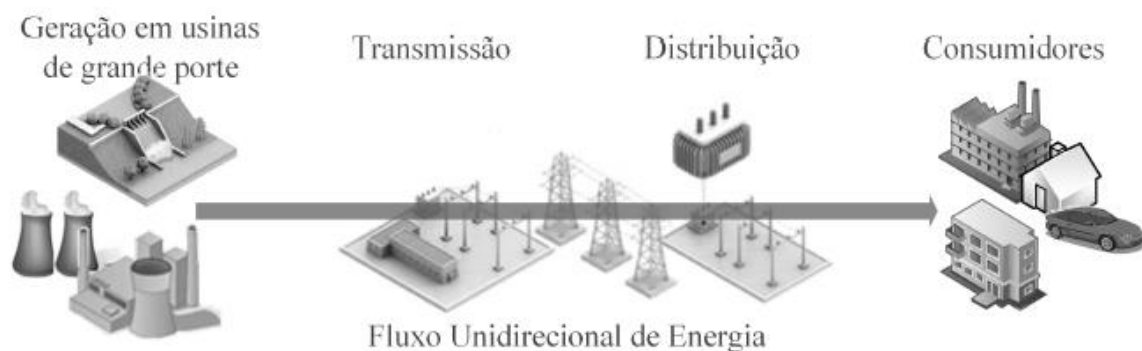 Geração em usinas
de grande porte
Transmissão
Distribuição
Consumidores
Fluxo Unidirecional de Energia